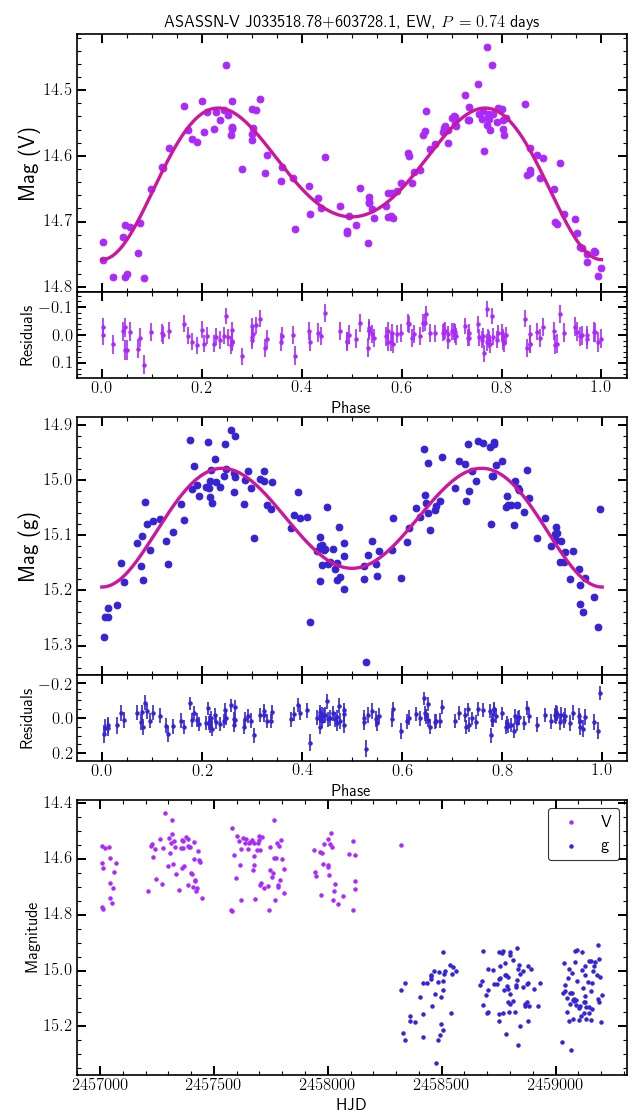 ASASSN-V J033518.78+603728.1, EW, P = 0.74 days
Mag (V)
14.5
14.6
14.7
14.8
Residuals
−0.1
0.0
0.1
0.0 0.2 0.4 0.6 0.8 1.0
Phase
Mag (g)
14.9
15.0
15.1
15.2
15.3
Residuals
−0.2
0.0
0.2
0.0 0.2 0.4 0.6 0.8 1.0
Phase
Magnitude
14.4
14.6
14.8
15.0
15.2
V
g
2457000 2457500 2458000 2458500 2459000
HJD